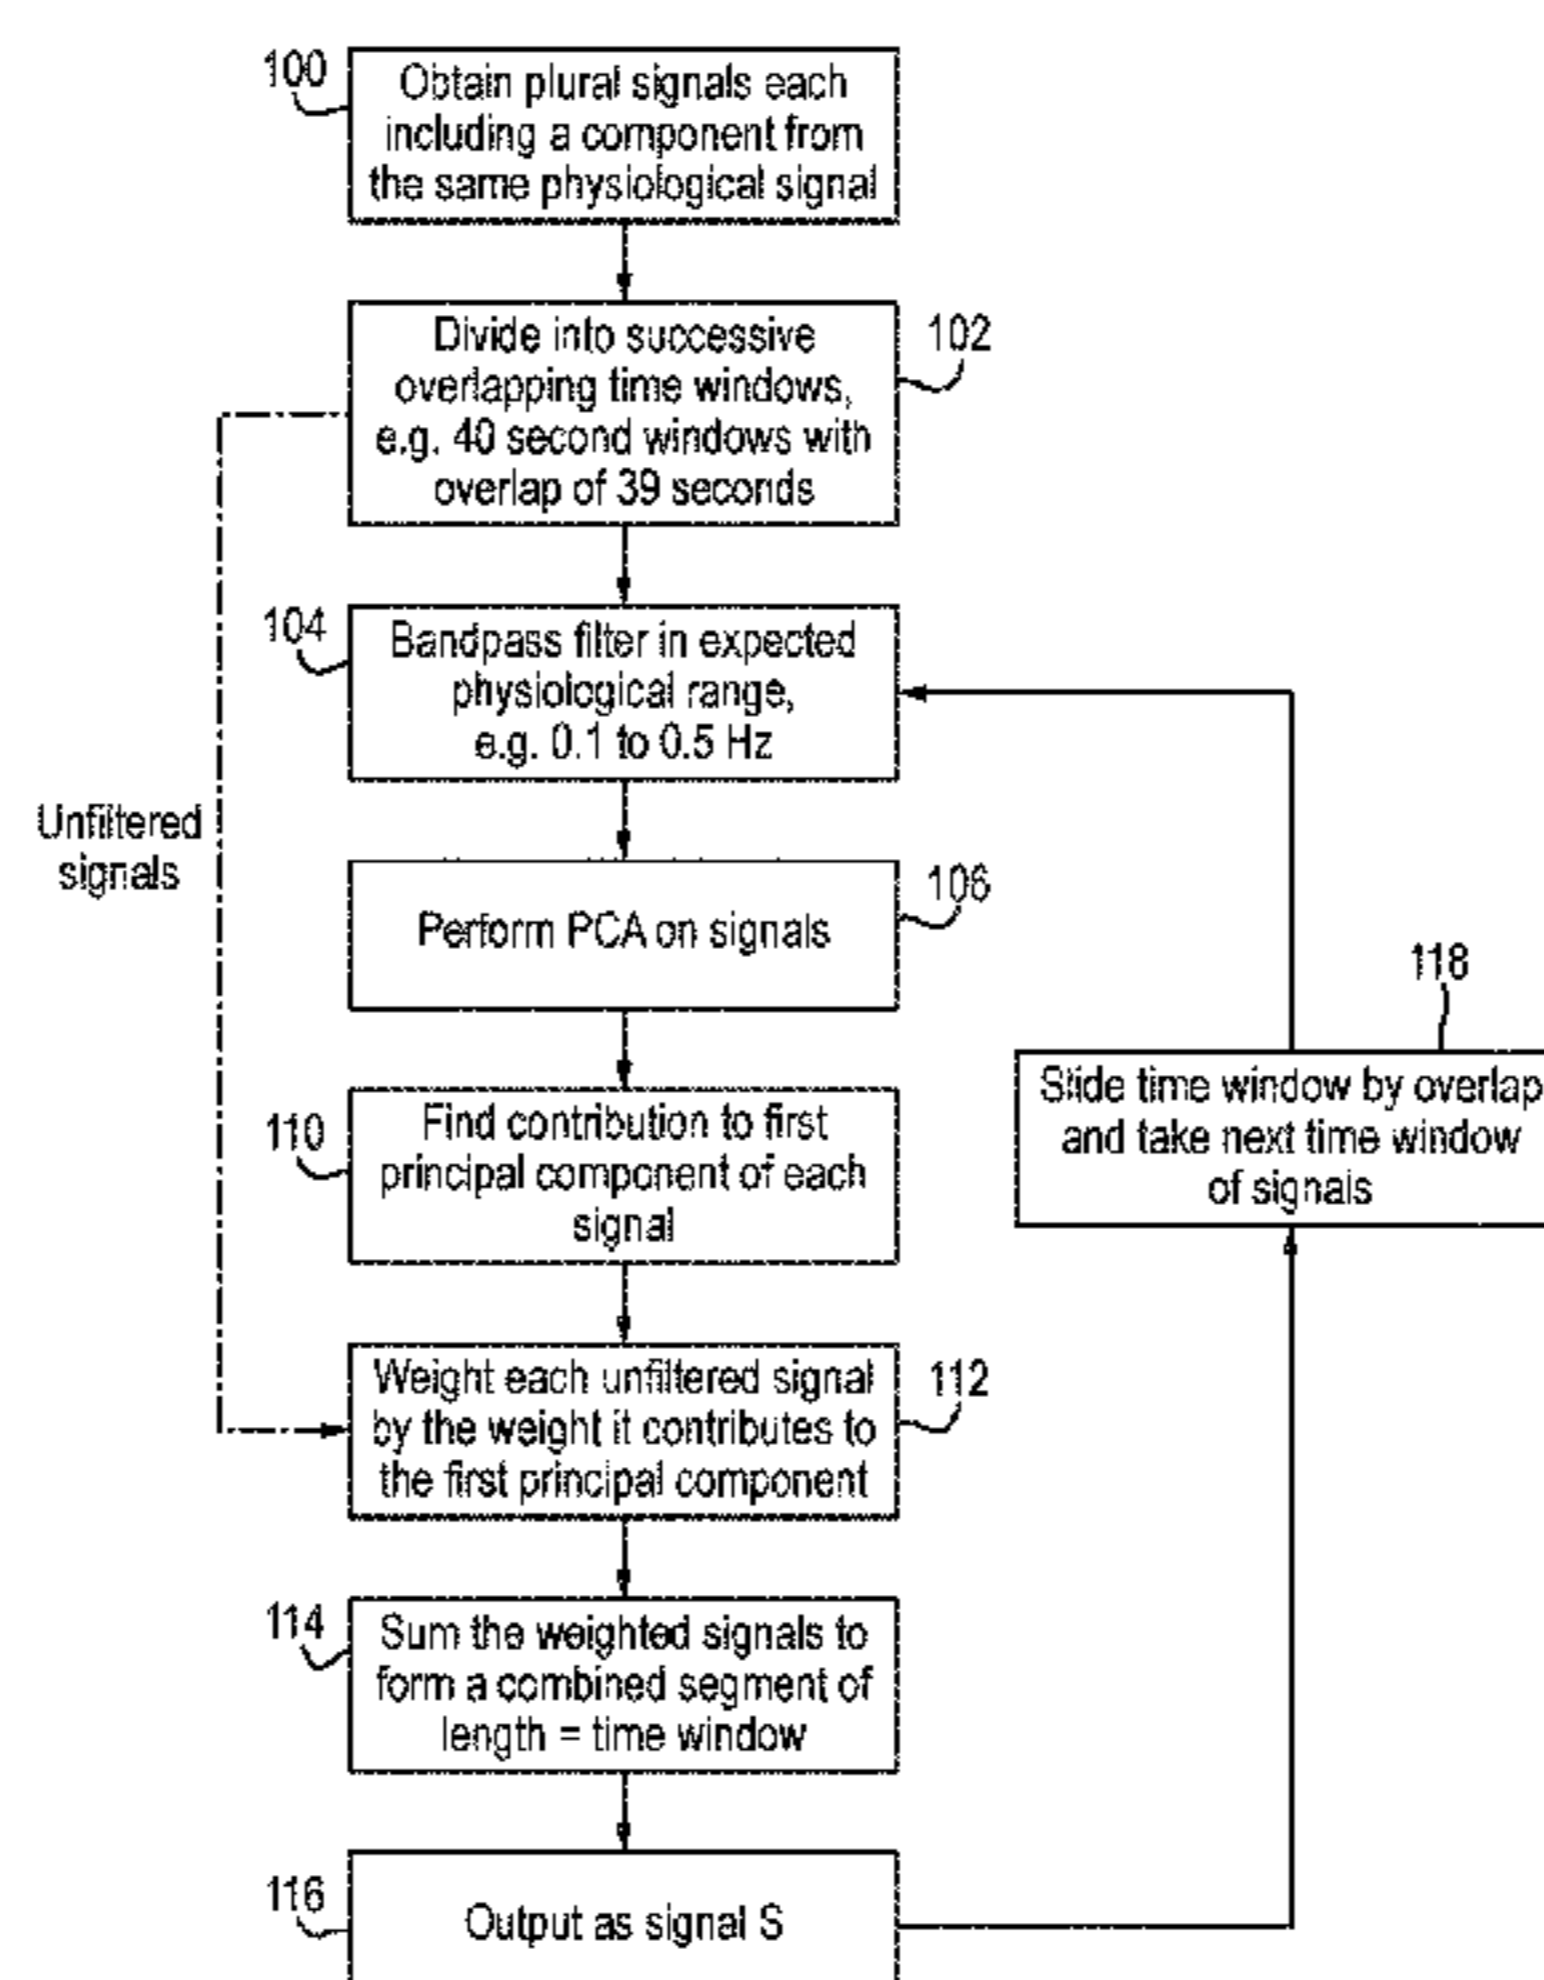 100
Obtain plural signals each
including a component from
the same physiological signal
102
Divide into successive
overlapping time windows,
e.g. 40 second windows with
overlap of 39 seconds
104
Bandpass filter in expected
physiological range,
e.g. 0.1 to 0.5 Hz
Unfiltered
signals
106
Perform PCA on signals
118
Slide time window by overlap
and take next time window
of signals
110
Find contribution to first
principal component of each
signal
112
Weight each unfiltered signal
by the weight it contributes to
the first principal component
114
Sum the weighted signals to
form a combined segment of
length = time window
116
Output as signal S